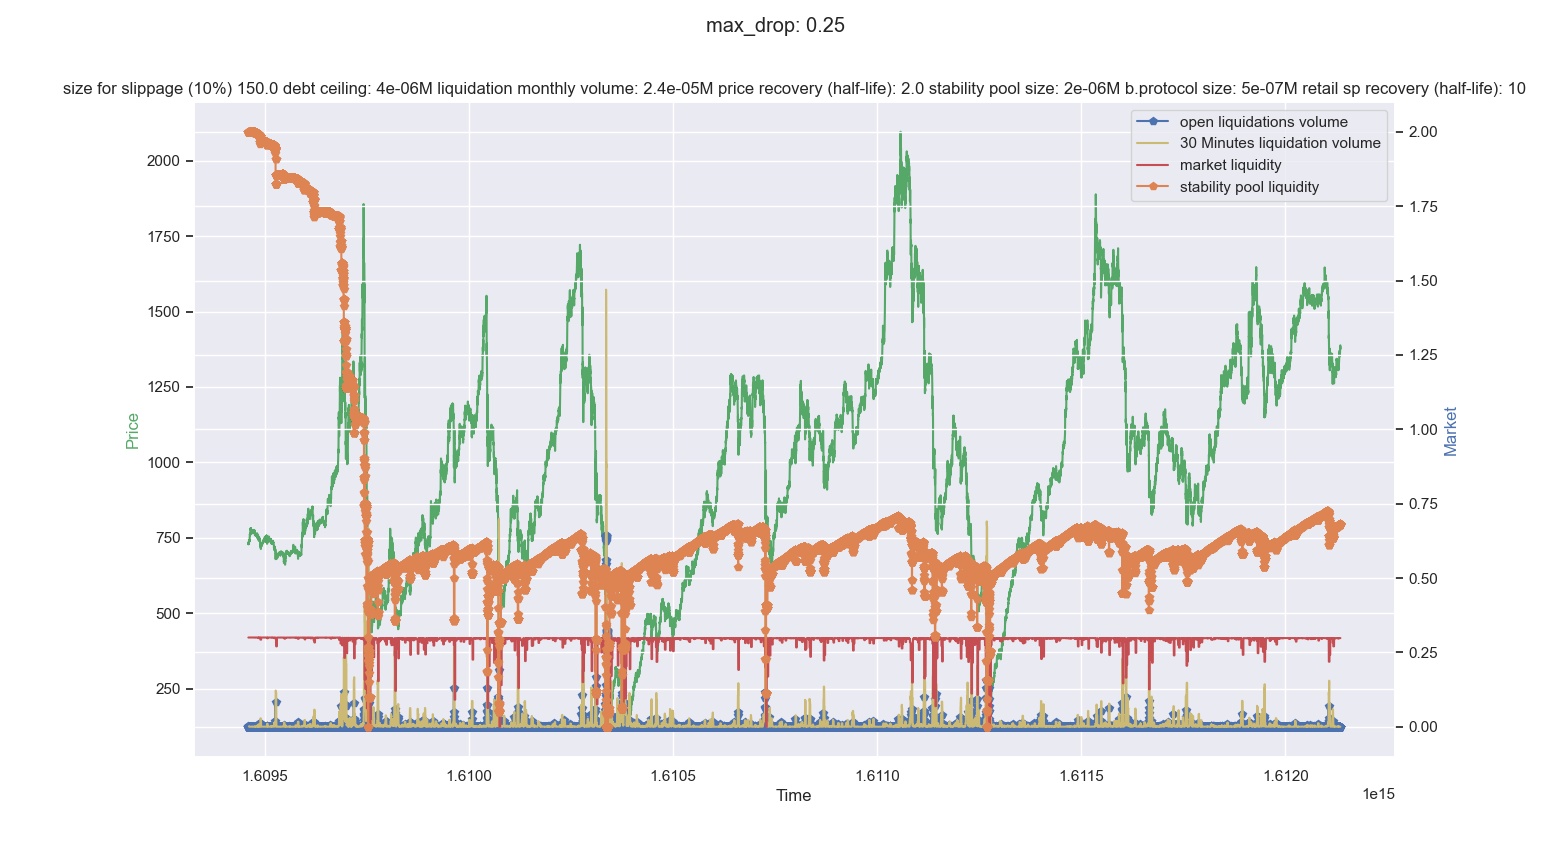 max_drop: 0.25
size for slippage (10%) 150.0 debt ceiling: 4e-06M liquidation monthly volume: 2.4e-05M price recovery (half-life): 2.0 stability pool size: 2e-06M b.protocol size: 5e-07M retail sp recovery (half-life): 10
open liquidations volume
30 Minutes liquidation volume
market liquidity
stability pool liquidity
2000
1750
1500
1250
1000
750
500
250
Price
2.00
1.75
1.50
1.25
1.00
0.75
0.50
0.25
0.00
Market
1.6095
1.6100
1.6105
1.6110
1.6115
1.6120
1e15
Time